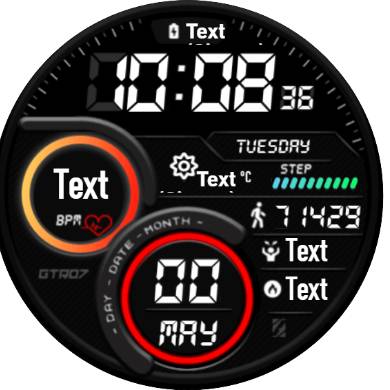 Text
10:08 36
TUESDAY
STEP
Text °C
Text
BPM
71429
- DAY - DATE - MONTH -
Text
GTR07
00
Text
MAY